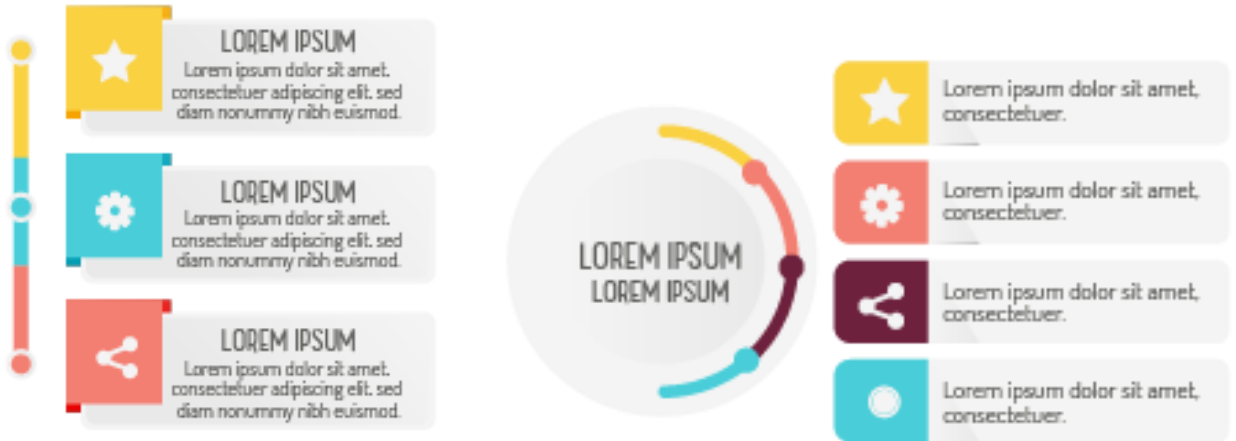 LOREM IPSUM
Lorem ipsum dolor sit amet.
consectetuer adipiscing elit. sed
diam nonummy nibh euismod.
LOREM IPSUM
Lorem ipsum dolor sit amet.
consectetuer adipiscing elit. sed
diam nonummy nibh euismod.
LOREM IPSUM
Lorem ipsum dolor sit amet.
consectetuer adipiscing elit. sed
diam nonummy nibh euismod.
LOREM IPSUM
LOREM IPSUM
Lorem ipsum dolor sit amet,
consectetuer.
Lorem ipsum dolor sit amet,
consectetuer.
Lorem ipsum dolor sit amet,
consectetuer.
Lorem ipsum dolor sit amet,
consectetuer.